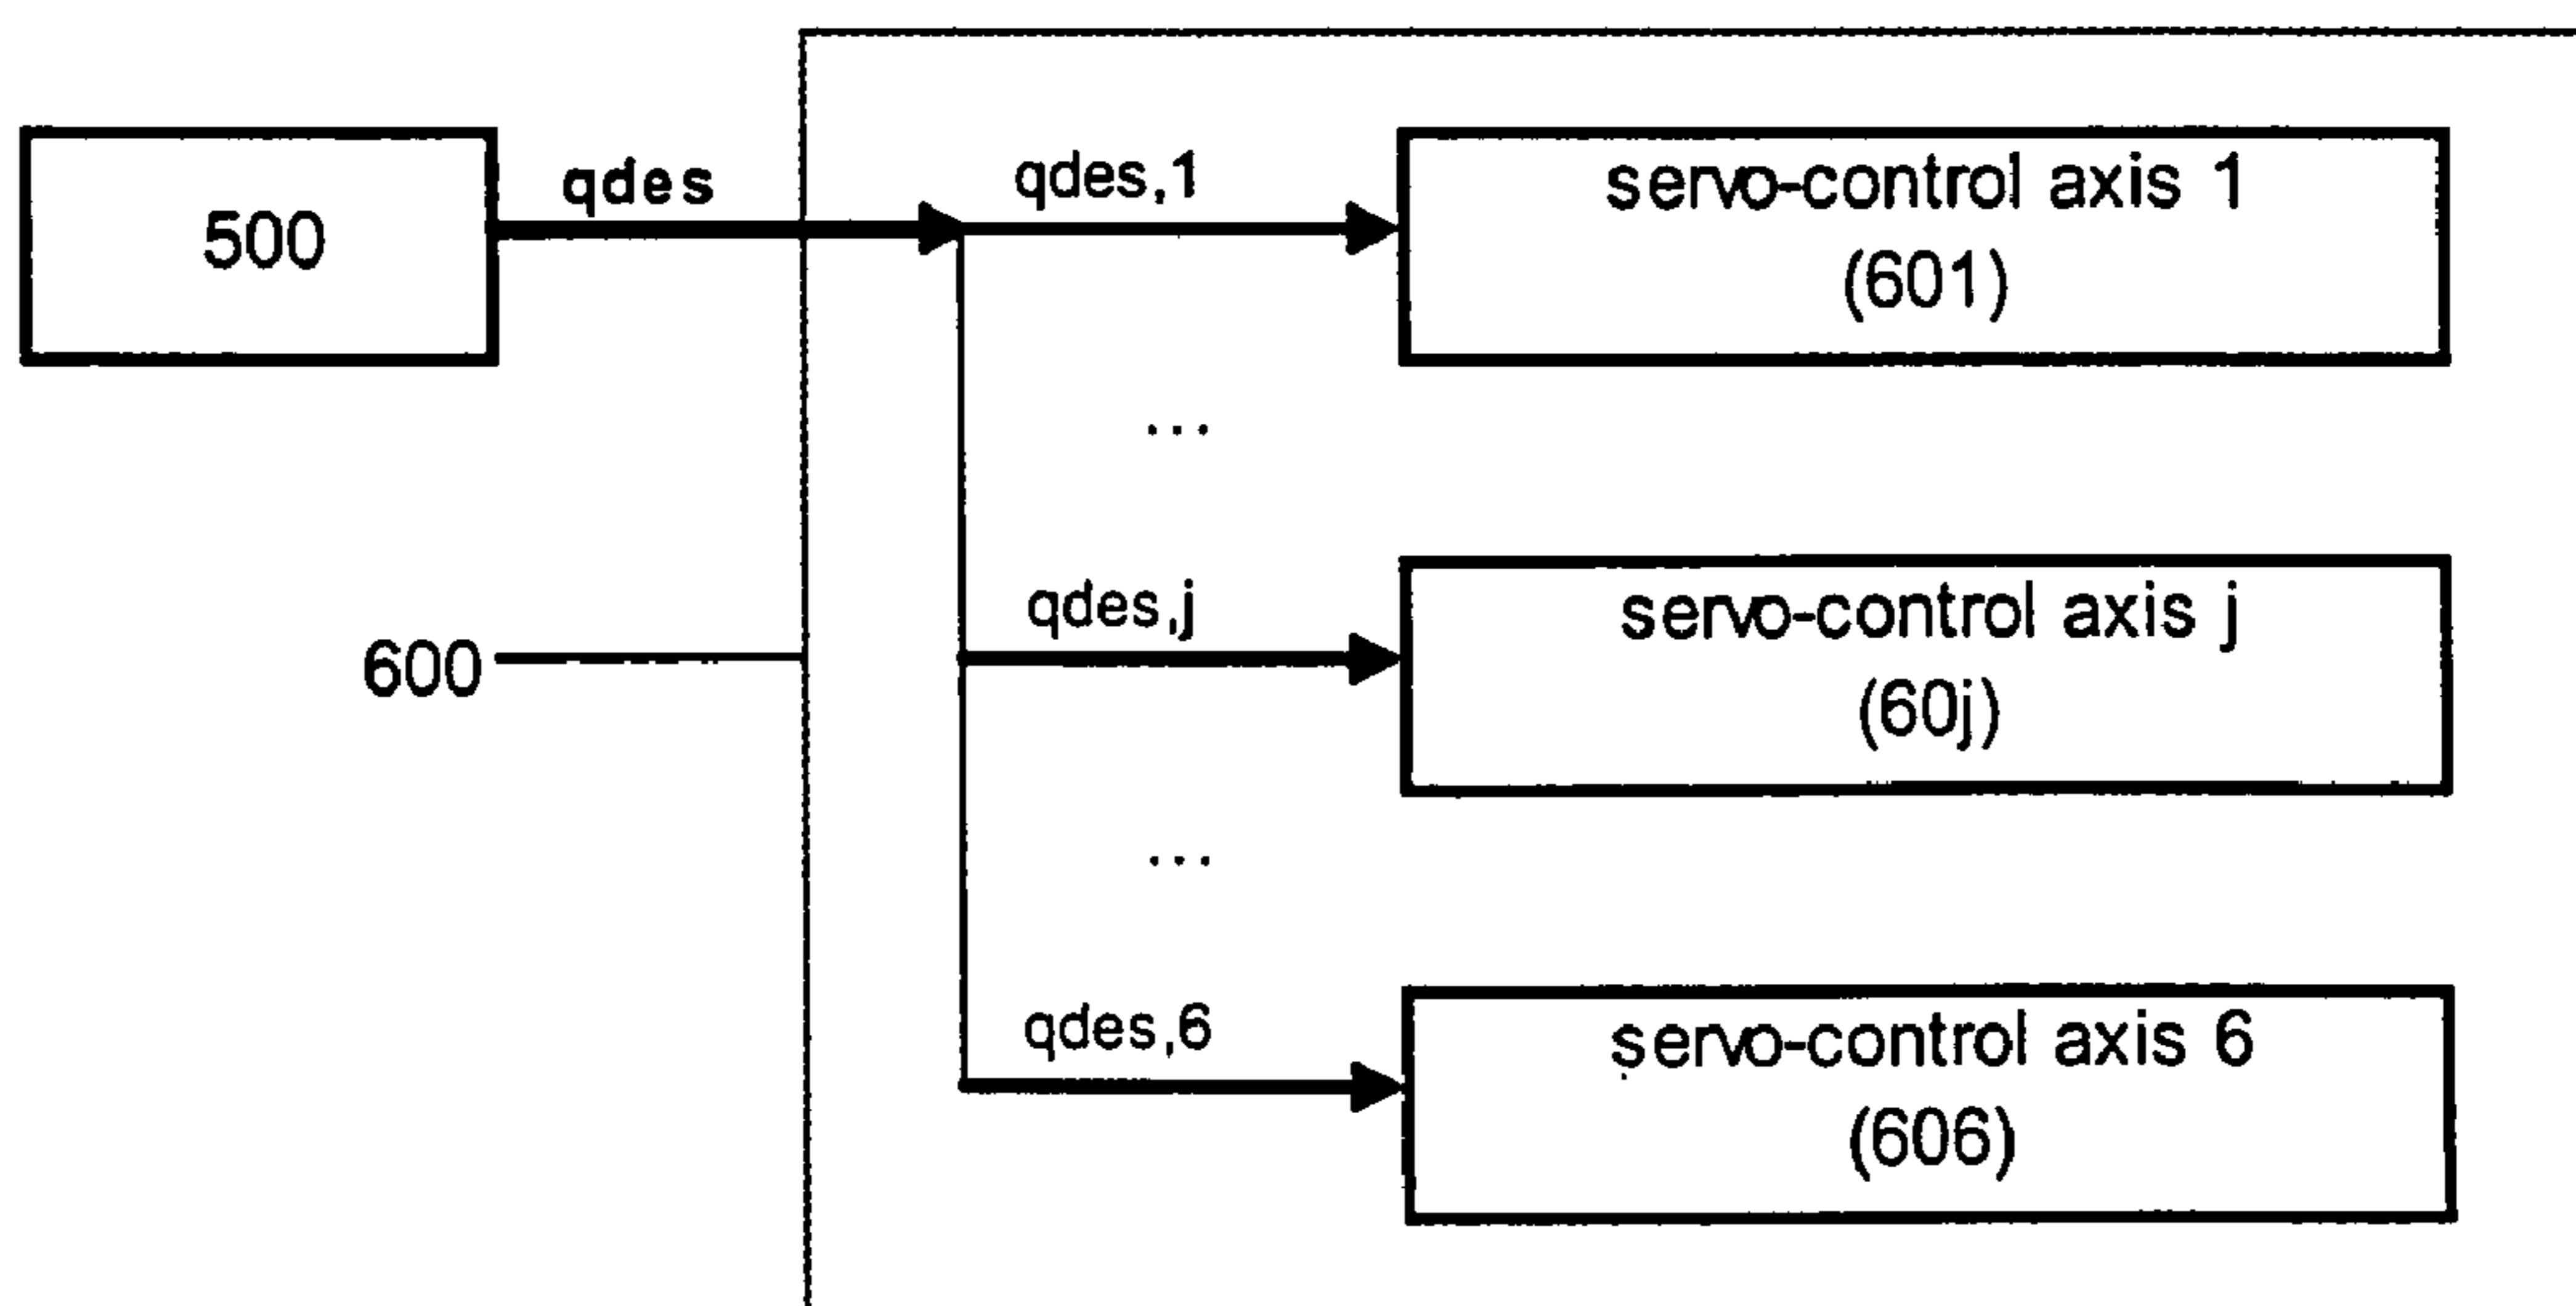 500
qdes
qdes,1
servo-control axis 1
(601)
...
600
qdes,j
servo-control axis j
(60j)
...
qdes,6
servo-control axis 6
(606)